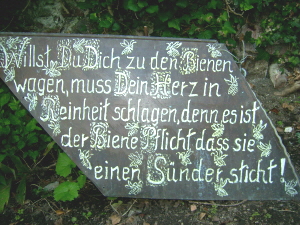 Willst Du Dich zu den Bienen
wagen, muss Dein Herz in
Reinheit schlagen, denn es ist
der Biene Pflicht dass sie
einen Sünder sticht!